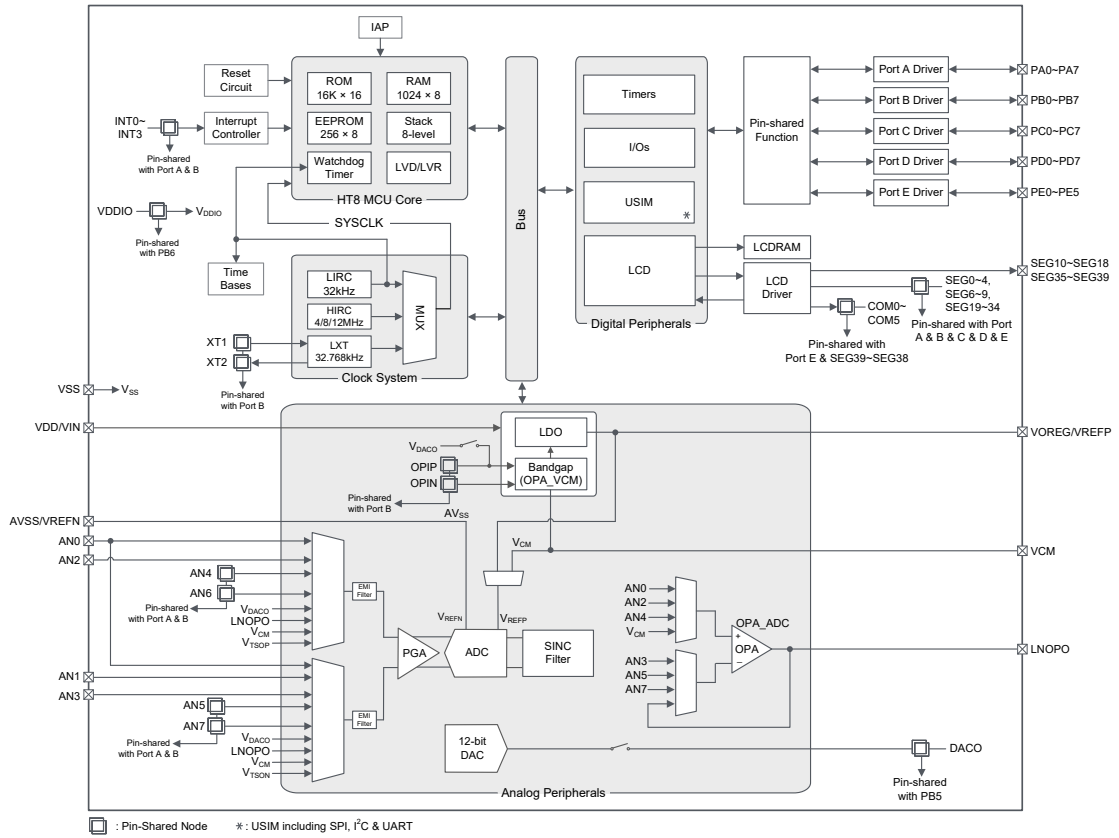 IAP
Reset
Circuit
ROM
16K × 16
RAM
1024 × 8
INT0~
INT3
Interrupt
Controller
EEPROM
256 × 8
Stack
8-level
Pin-shared
with Port A & B
Watchdog
Timer
LVD/LVR
HT8 MCU Core
VDDIO
VDDIO
Pin-shared
with PB6
SYSCLK
Time
Bases
LIRC
32kHz
HIRC
4/8/12MHz
LXT
32.768kHz
MUX
XT1
XT2
Pin-shared
with Port B
Clock System
Bus
Timers
I/Os
USIM
*
LCD
Digital Peripherals
Pin-shared
Function
Port A Driver
PA0~PA7
Port B Driver
PB0~PB7
Port C Driver
PC0~PC7
Port D Driver
PD0~PD7
Port E Driver
PE0~PE5
LCDRAM
LCD
Driver
SEG10~SEG18
SEG35~SEG39
SEG0~4,
SEG6~9,
SEG19~34
COM0~
COM5
Pin-shared with Port
A & B & C & D & E
Pin-shared with
Port E & SEG39~SEG38
VSS
VSS
VDD/VIN
LDO
VOREG/VREFP
VDACO
OPIP
OPIN
Bandgap
(OPA_VCM)
Pin-shared
with Port B
AVSS/VREFN
AVSS
AN0
AN2
VCM
VCM
AN4
AN6
Pin-shared
with Port A & B
VDACO
LNOPO
VCM
VTSOP
EMI
Filter
VREFN
VREFP
PGA
ADC
SINC
Filter
AN0
AN2
AN4
VCM
OPA_ADC
+
OPA
−
AN3
AN5
AN7
LNOPO
AN1
AN3
AN5
AN7
Pin-shared
with Port A & B
VDACO
LNOPO
VCM
VTSON
EMI
Filter
12-bit
DAC
DACO
Pin-shared
with PB5
Analog Peripherals
: Pin-Shared Node
* : USIM including SPI, I²C & UART